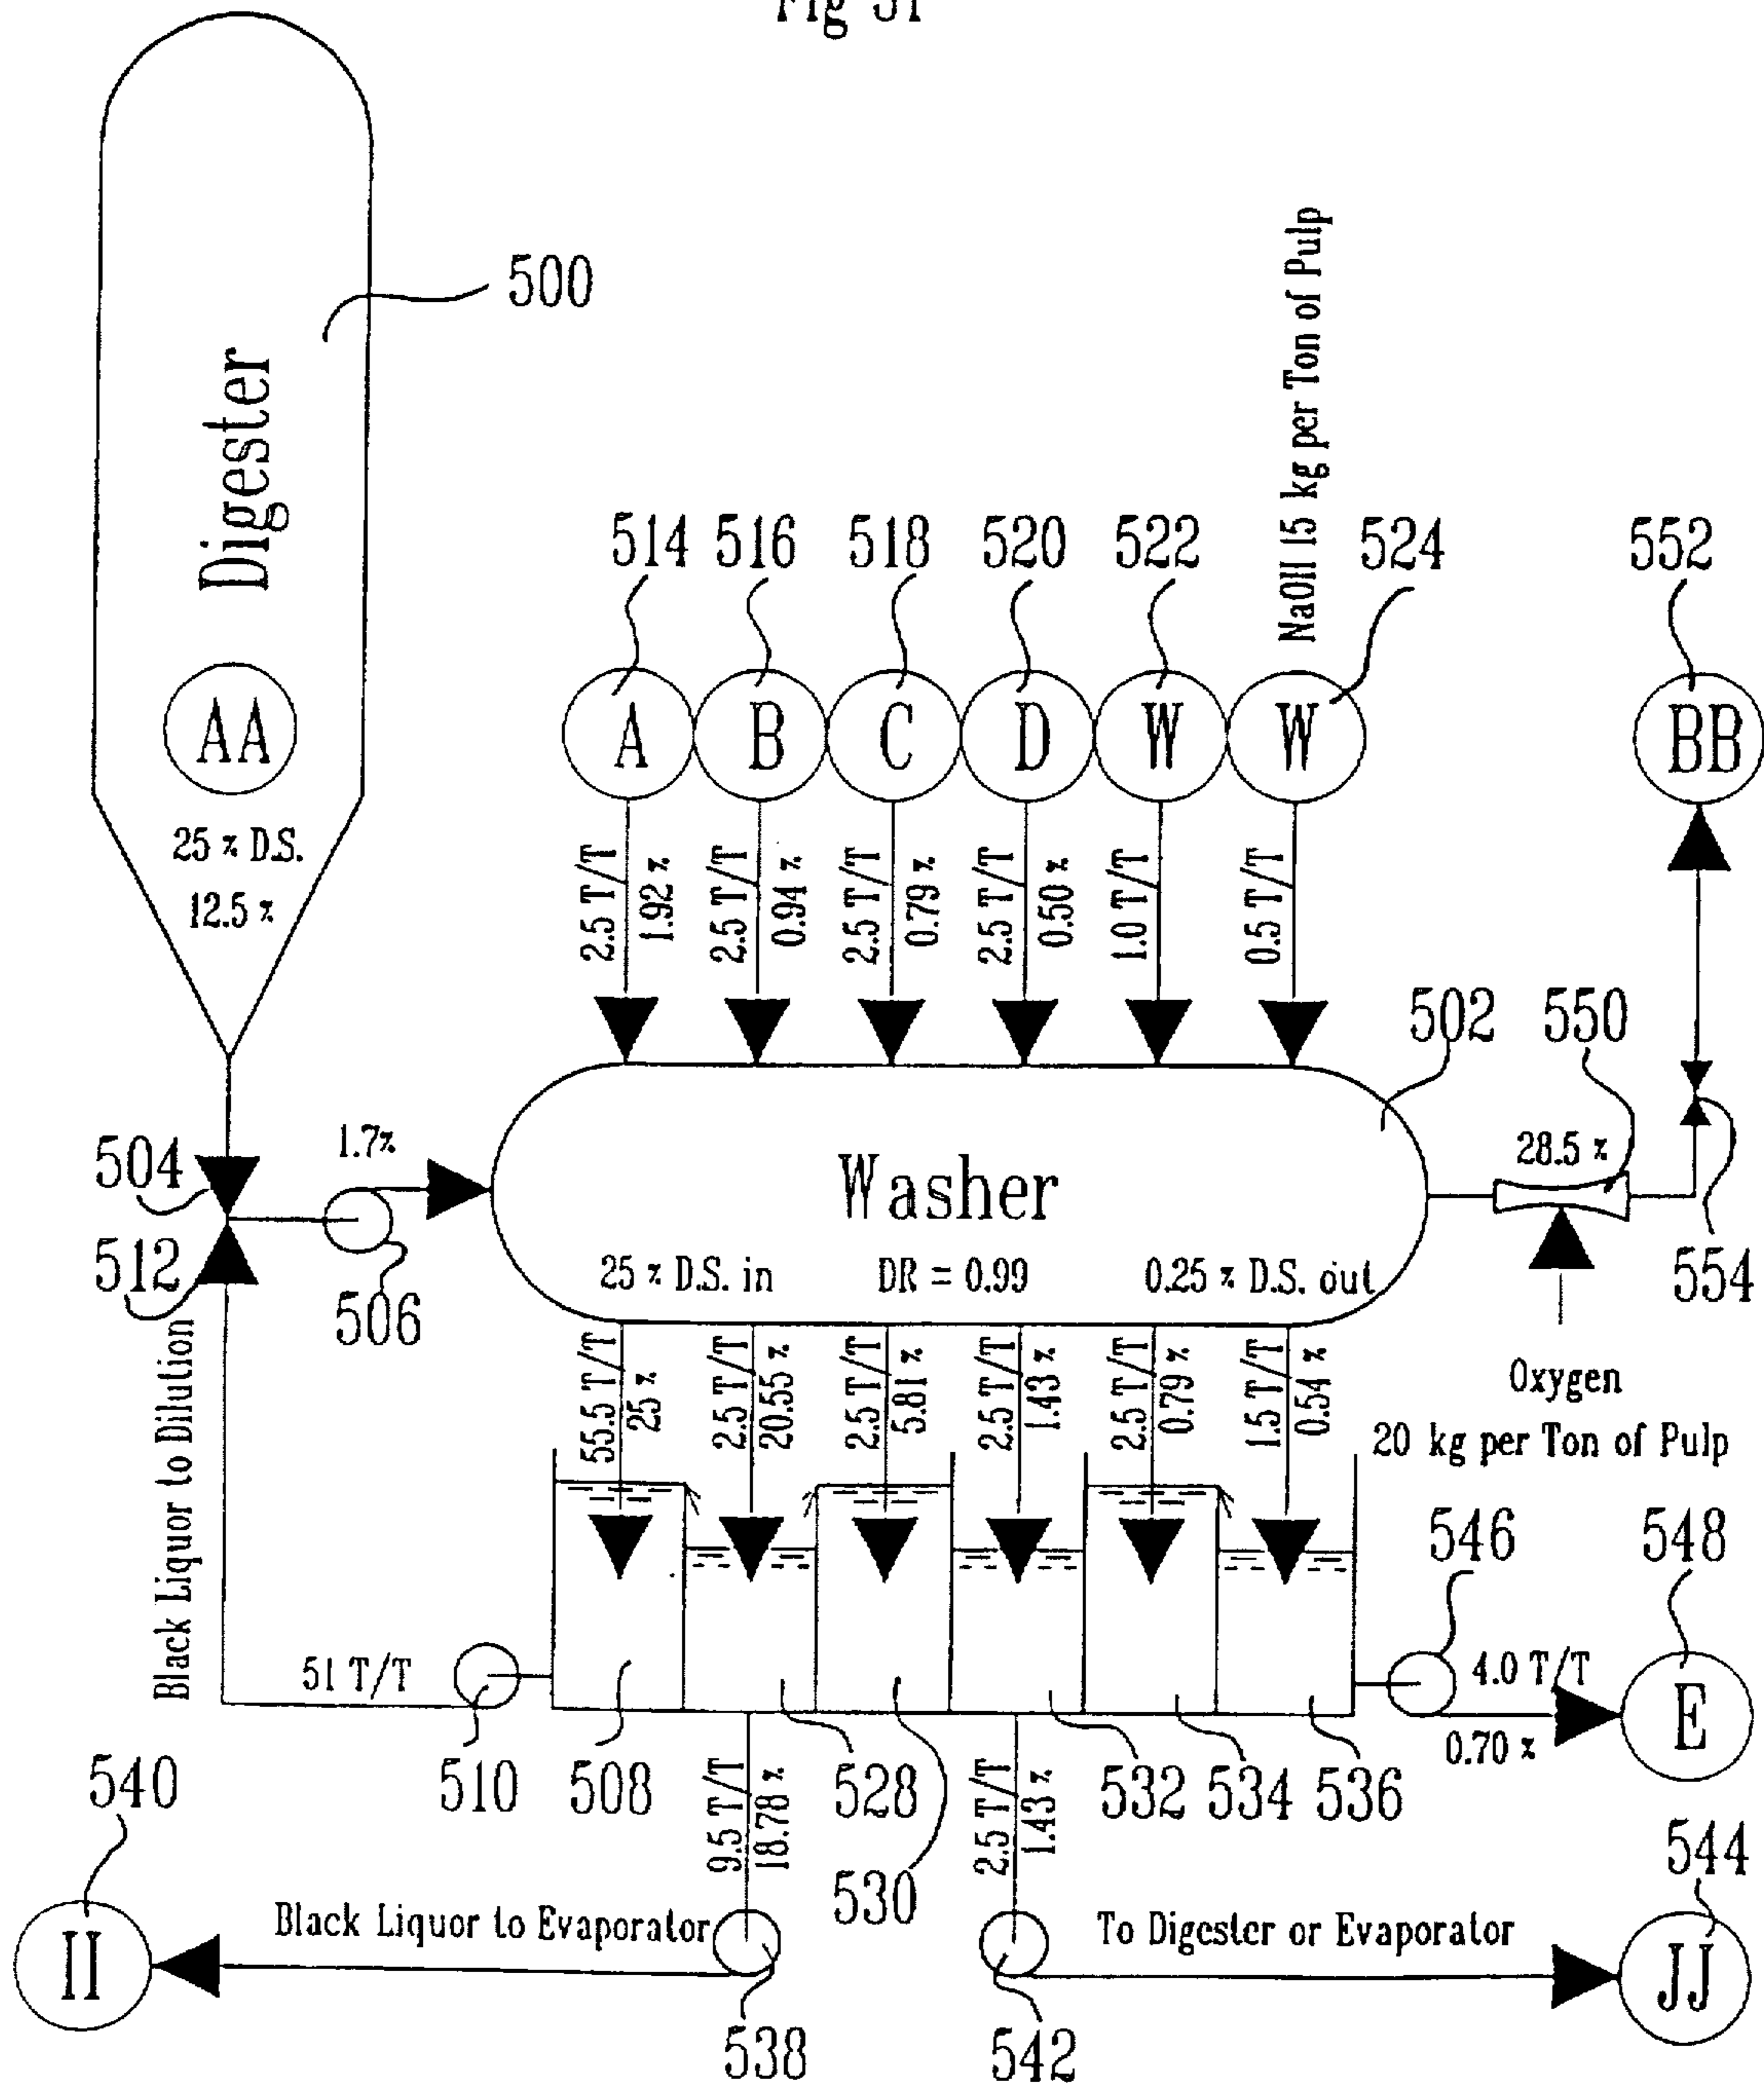 Fig 31
500
Digester
NaOH 15 kg per Ton of Pulp
514
516
518
520
522
524
552
AA
A
B
C
D
W
W
BB
25 % D.S.
12.5 %
2.5 T/T
1.92 %
2.5 T/T
0.94 %
2.5 T/T
0.79 %
2.5 T/T
0.50 %
1.0 T/T
0.5 T/T
502
550
504
1.7%
28.5 %
Washer
512
506
25 % D.S. in
DR = 0.99
0.25 % D.S. out
554
Black Liquor to Dilution
55.5 T/T
25 %
2.5 T/T
20.55 %
2.5 T/T
5.81 %
2.5 T/T
1.43 %
2.5 T/T
0.79 %
1.5 T/T
0.54 %
Oxygen
20 kg per Ton of Pulp
546
548
51 T/T
4.0 T/T
E
0.70 %
510
508
528
532
534
536
540
9.5 T/T
18.78 %
530
2.5 T/T
1.43 %
544
II
Black Liquor to Evaporator
To Digester or Evaporator
JJ
538
542